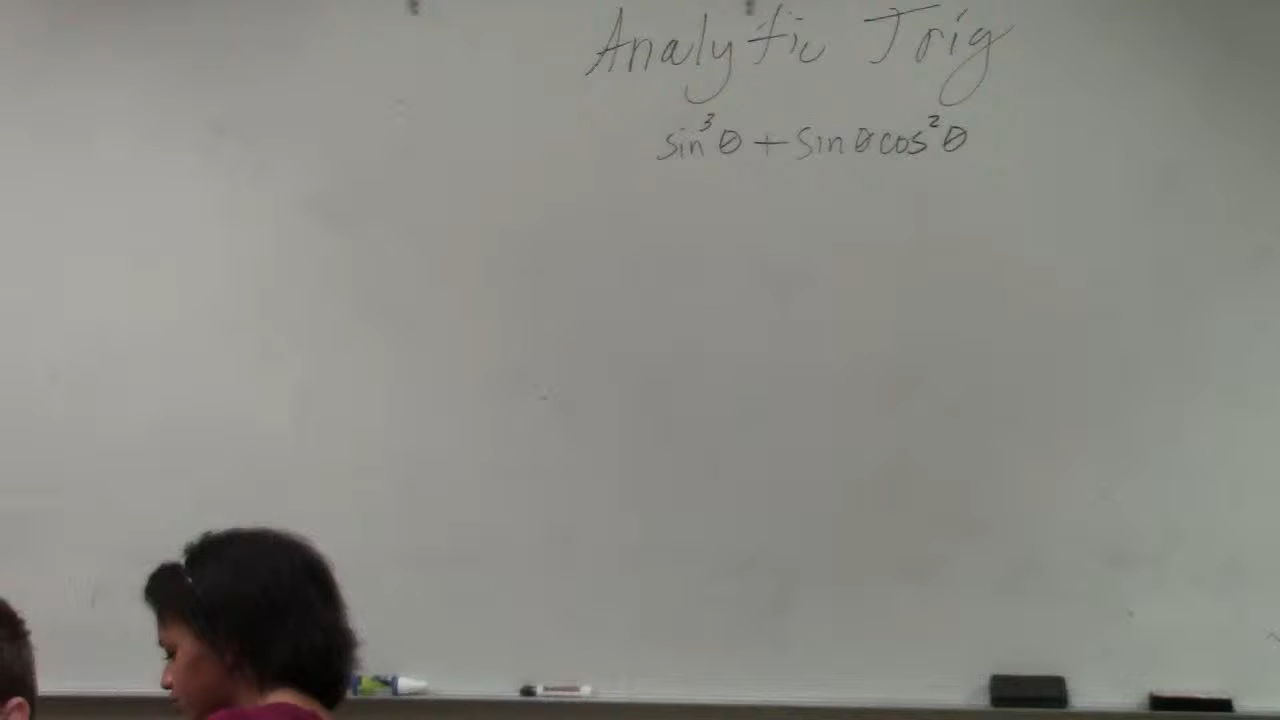 Analytic Trig
sin³θ + sinθcos²θ